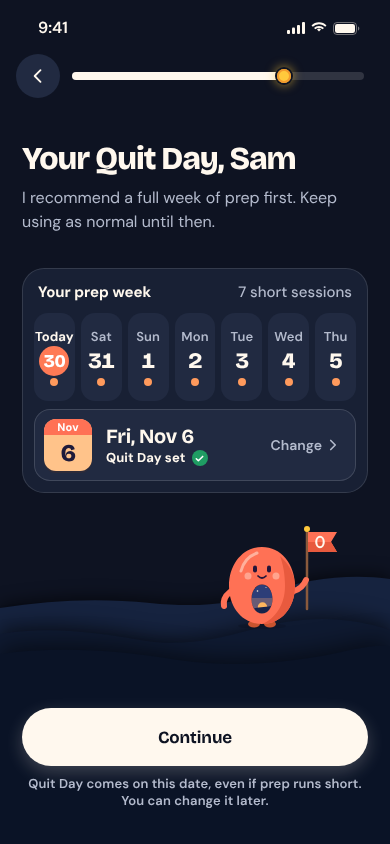 9:41
Your Quit Day, Sam
I recommend a full week of prep first. Keep
using as normal until then.
Your prep week
7 short sessions
Today Sat Sun Mon Tue Wed Thu
30 31 1 2 3 4 5
Nov
6
Fri, Nov 6
Quit Day set
Change
0
Continue
Quit Day comes on this date, even if prep runs short.
You can change it later.